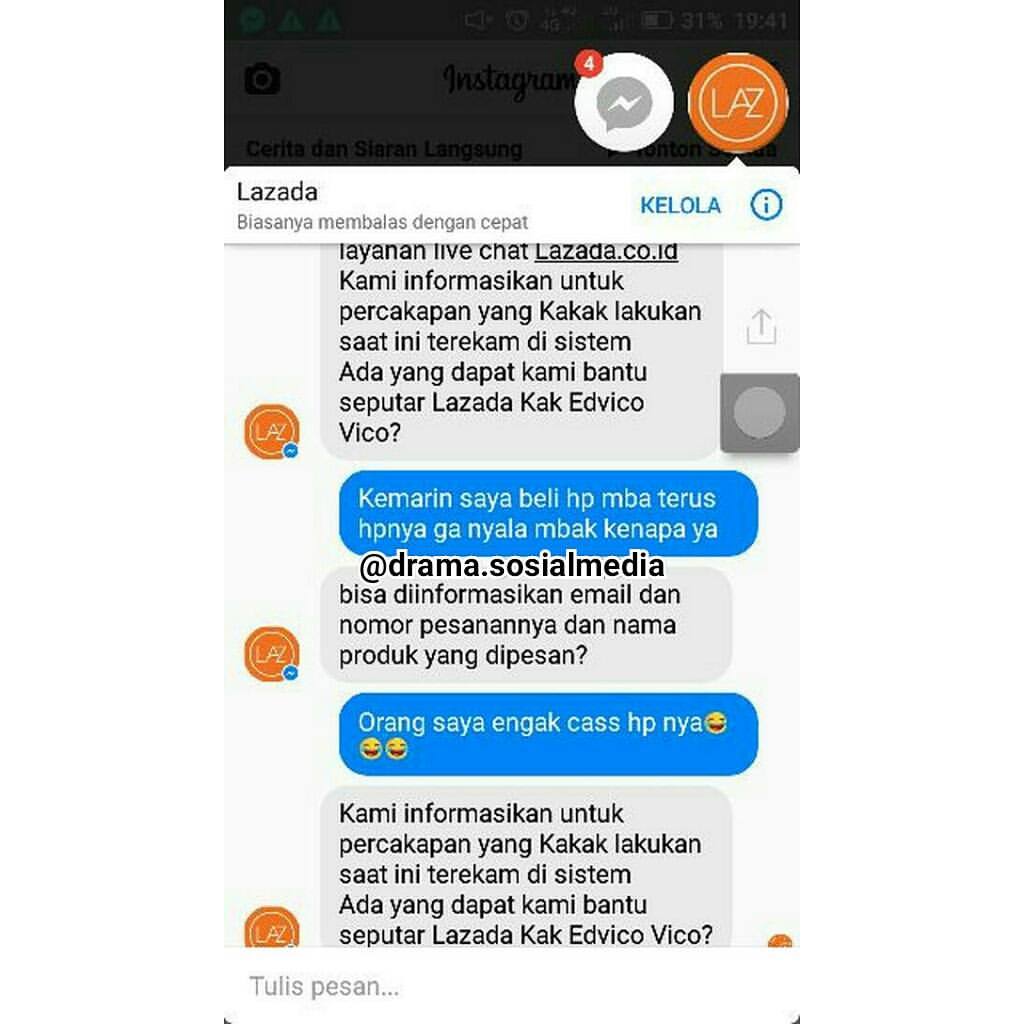 4G
31% 19:41
Instagram
4
LAZ
Cerita dan Siaran Langsung
Tonton Semua
Lazada
Biasanya membalas dengan cepat
KELOLA
layanan live chat Lazada.co.id
Kami informasikan untuk
percakapan yang Kakak lakukan
saat ini terekam di sistem
Ada yang dapat kami bantu
seputar Lazada Kak Edvico
Vico?
LAZ
Kemarin saya beli hp mba terus
hpnya ga nyala mbak kenapa ya
@drama.sosialmedia
bisa diinformasikan email dan
nomor pesanannya dan nama
produk yang dipesan?
LAZ
Orang saya engak cass hp nya😂
😂😂
Kami informasikan untuk
percakapan yang Kakak lakukan
saat ini terekam di sistem
Ada yang dapat kami bantu
seputar Lazada Kak Edvico Vico?
LAZ
Tulis pesan...